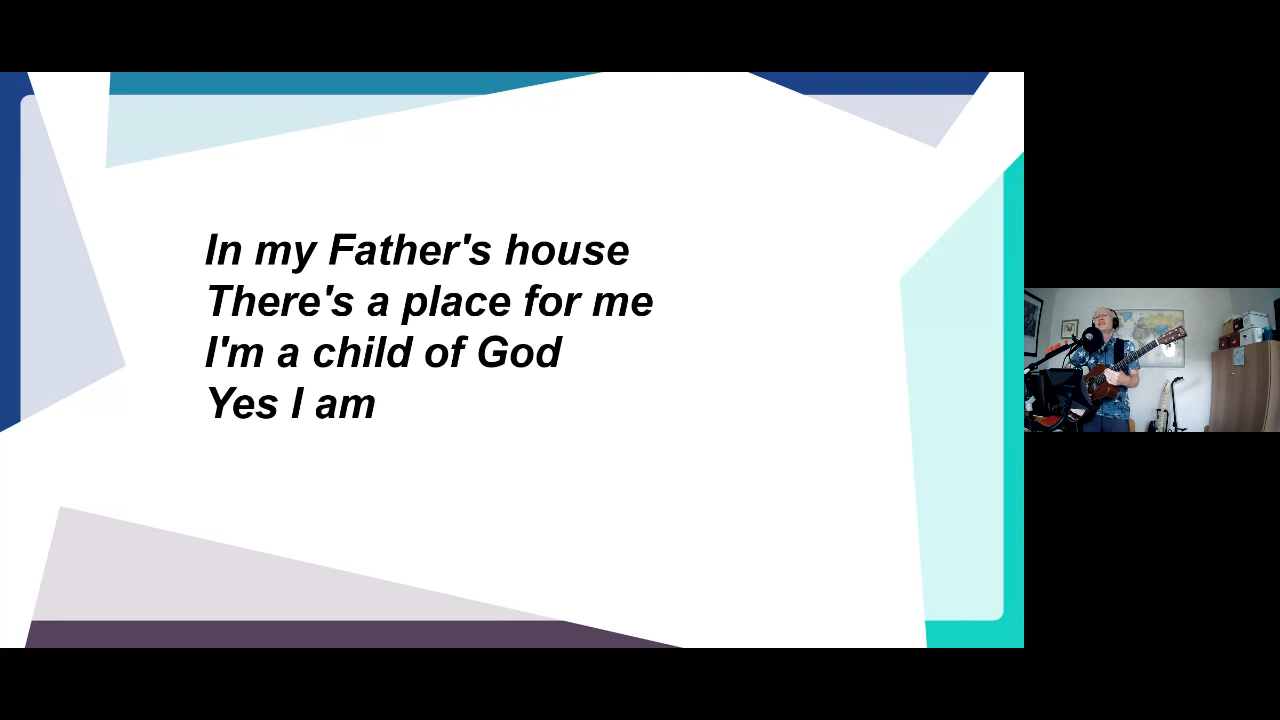 In my Father's house
There's a place for me
I'm a child of God
Yes I am